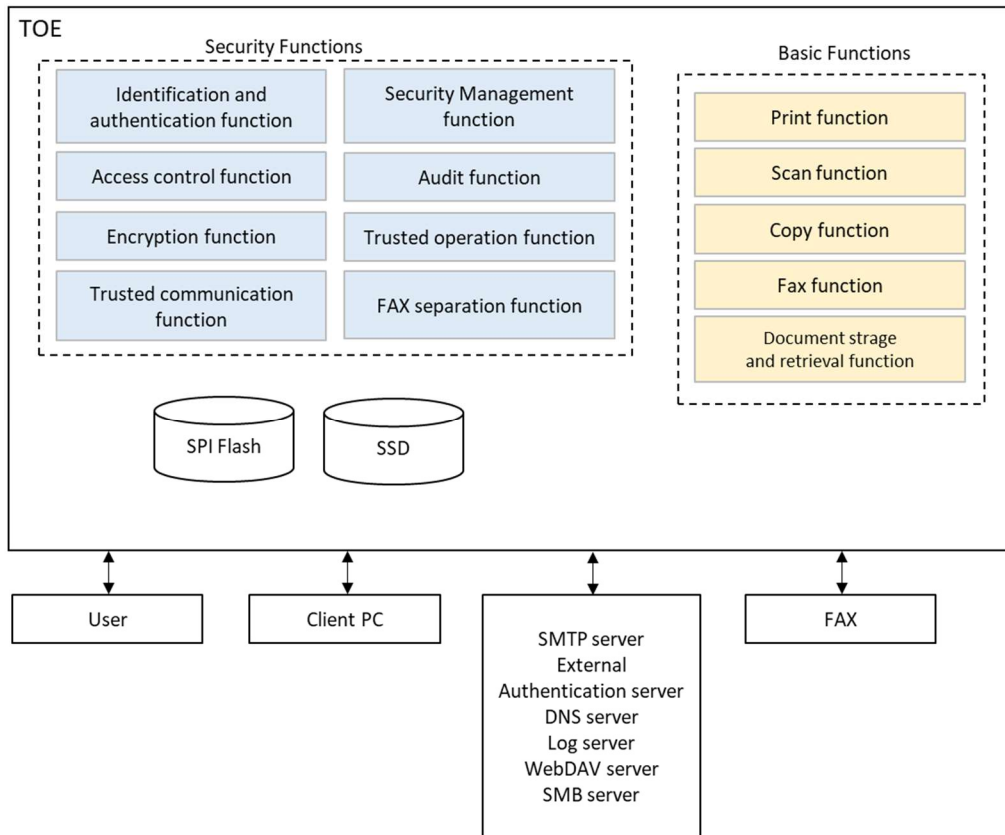 TOE
Security Functions
Identification and
authentication function
Security Management
function
Access control function
Audit function
Encryption function
Trusted operation function
Trusted communication
function
FAX separation function
Basic Functions
Print function
Scan function
Copy function
Fax function
Document strage
and retrieval function
SPI Flash
SSD
User
Client PC
SMTP server
External
Authentication server
DNS server
Log server
WebDAV server
SMB server
FAX